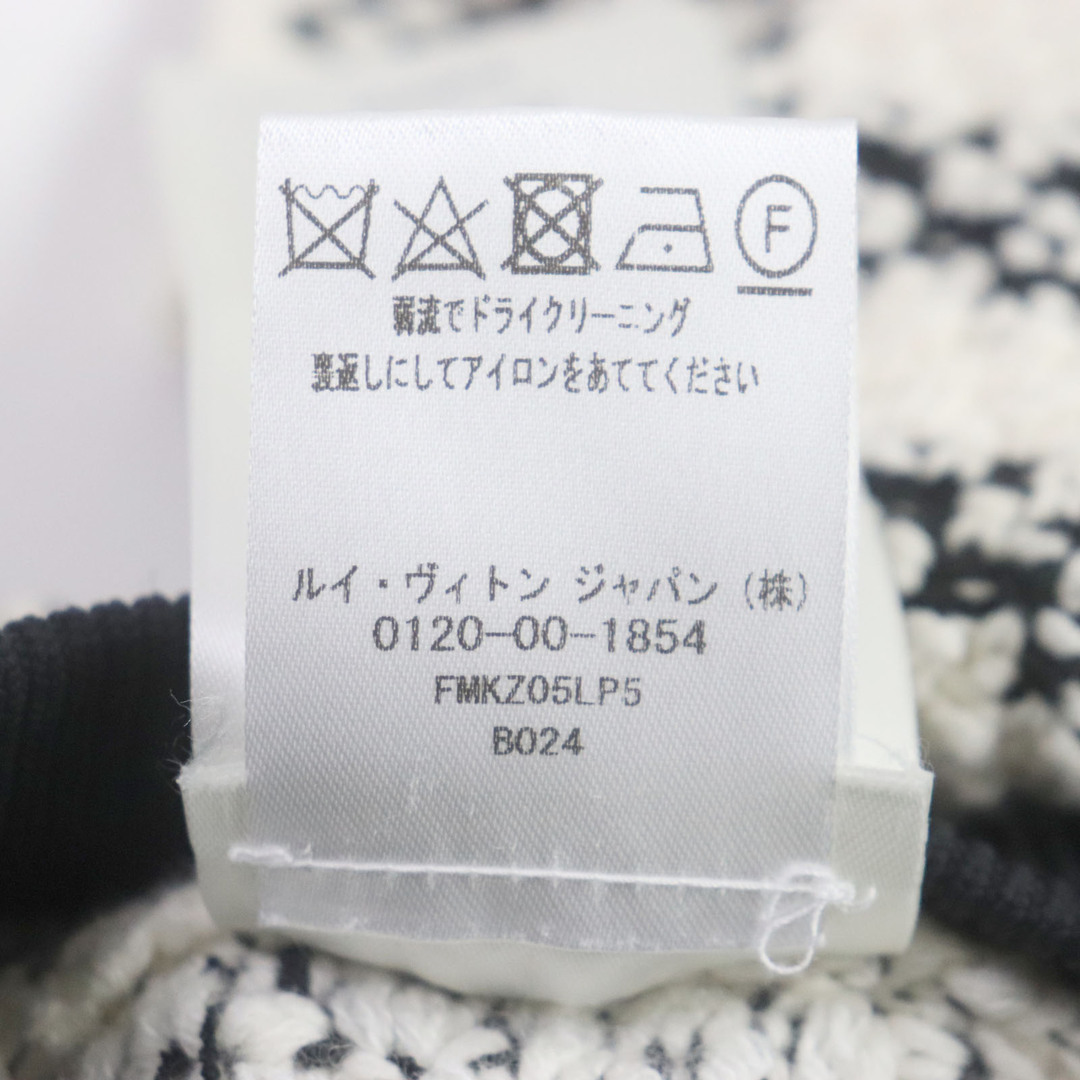 F
弱流でドライクリーニング
裏返しにしてアイロンをあててください
ルイ・ヴィトン ジャパン (株)
0120-00-1854
FMKZ05LP5
B024